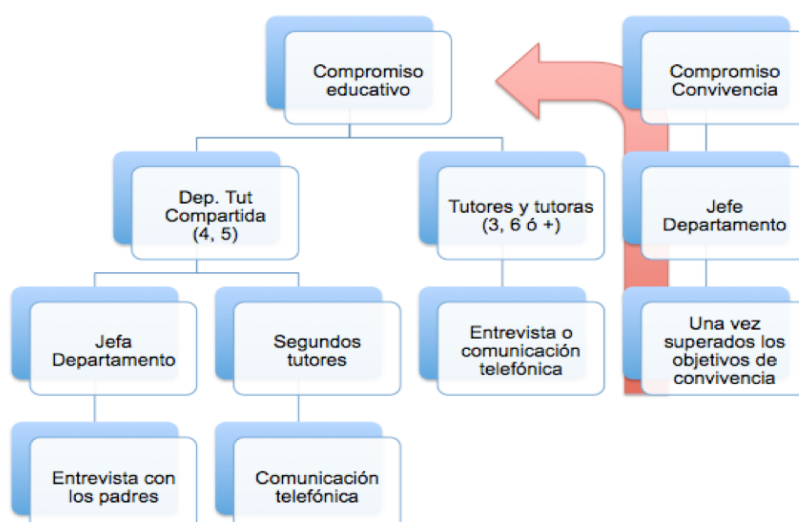 Compromiso
educativo
Compromiso
Convivencia
Dep. Tut
Compartida
(4, 5)
Tutores y tutoras
(3, 6 ó +)
Jefe
Departamento
Jefa
Departamento
Segundos
tutores
Entrevista o
comunicación
telefónica
Una vez
superados los
objetivos de
convivencia
Entrevista con
los padres
Comunicación
telefónica